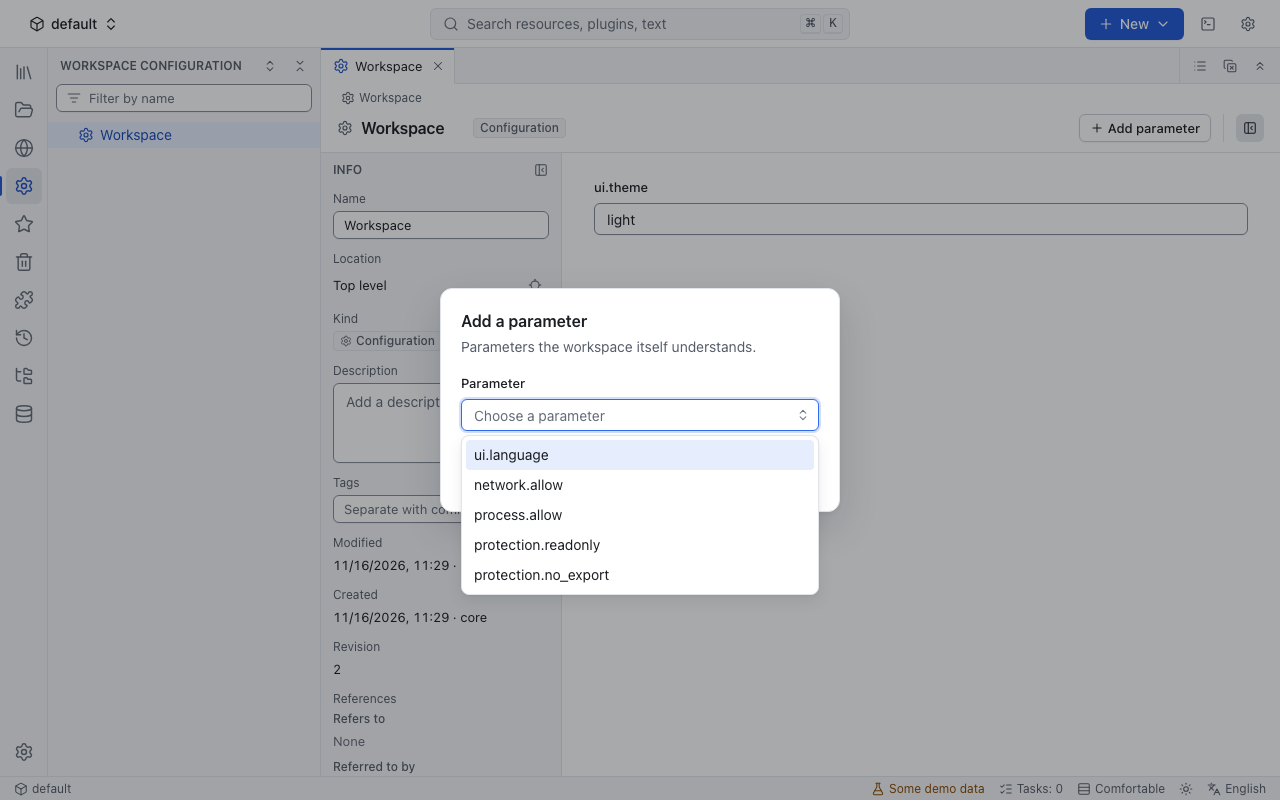 default
Search resources, plugins, text
⌘ K
New
WORKSPACE CONFIGURATION
Filter by name
Workspace
Workspace
Workspace
Workspace
Configuration
Add parameter
INFO
Name
Workspace
Location
Top level
Kind
Configuration
Description
Add a descript
Tags
Separate with com
Modified
11/16/2026, 11:29 ·
Created
11/16/2026, 11:29 · core
Revision
2
References
Refers to
None
Referred to by
ui.theme
light
Add a parameter
Parameters the workspace itself understands.
Parameter
Choose a parameter
ui.language
network.allow
process.allow
protection.readonly
protection.no_export
default
Some demo data
Tasks: 0
Comfortable
English